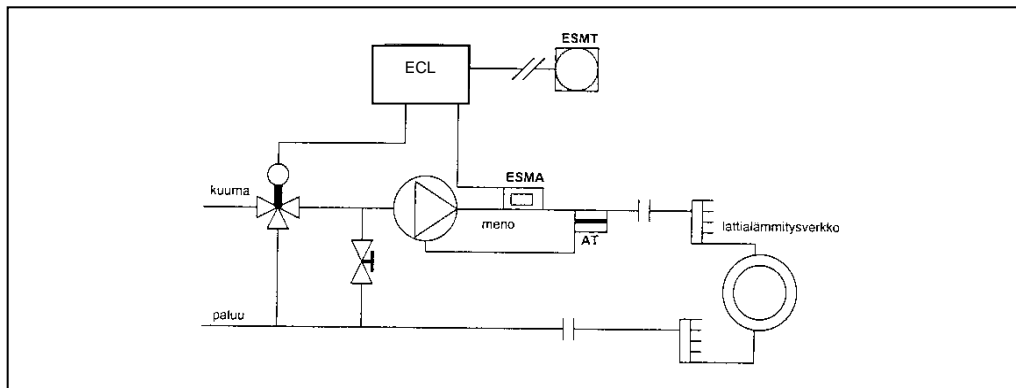 ESMT
ECL
ESMA
kuuma
meno
AT
lattialämmitysverkko
paluu